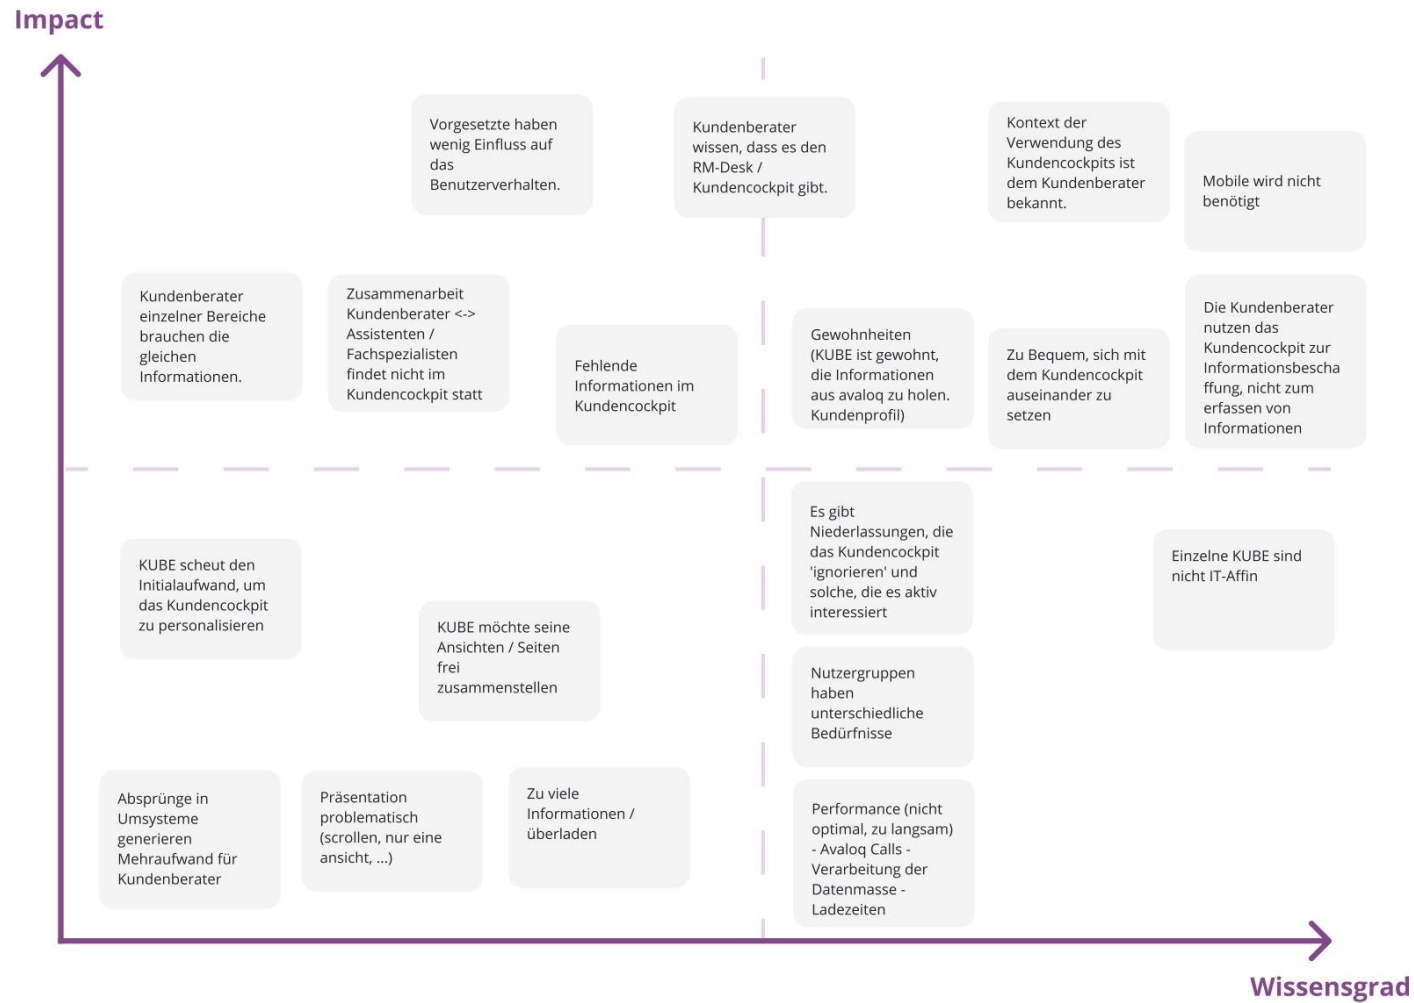 Impact
Vorgesetzte haben
wenig Einfluss auf
das
Benutzerverhalten.
Kundenberater
wissen, dass es den
RM-Desk /
Kundencockpit gibt.
Kontext der
Verwendung des
Kundencockpits ist
dem Kundenberater
bekannt.
Mobile wird nicht
benötigt
Kundenberater
einzelner Bereiche
brauchen die
gleichen
Informationen.
Zusammenarbeit
Kundenberater <->
Assistenten /
Fachspezialisten
findet nicht im
Kundencockpit statt
Fehlende
Informationen im
Kundencockpit
Gewohnheiten
(KUBE ist gewohnt,
die Informationen
aus avaloq zu holen.
Kundenprofil)
Zu Bequem, sich mit
dem Kundencockpit
auseinander zu
setzen
Die Kundenberater
nutzen das
Kundencockpit zur
Informationsbescha
ffung, nicht zum
erfassen von
Informationen
KUBE scheut den
Initialaufwand, um
das Kundencockpit
zu personalisieren
KUBE möchte seine
Ansichten / Seiten
frei
zusammenstellen
Es gibt
Niederlassungen, die
das Kundencockpit
'ignorieren' und
solche, die es aktiv
interessiert
Einzelne KUBE sind
nicht IT-Affin
Nutzergruppen
haben
unterschiedliche
Bedürfnisse
Absprünge in
Umsysteme
generieren
Mehraufwand für
Kundenberater
Präsentation
problematisch
(scrollen, nur eine
ansicht, ...)
Zu viele
Informationen /
überladen
Performance (nicht
optimal, zu langsam)
- Avaloq Calls -
Verarbeitung der
Datenmasse -
Ladezeiten
Wissensgrad